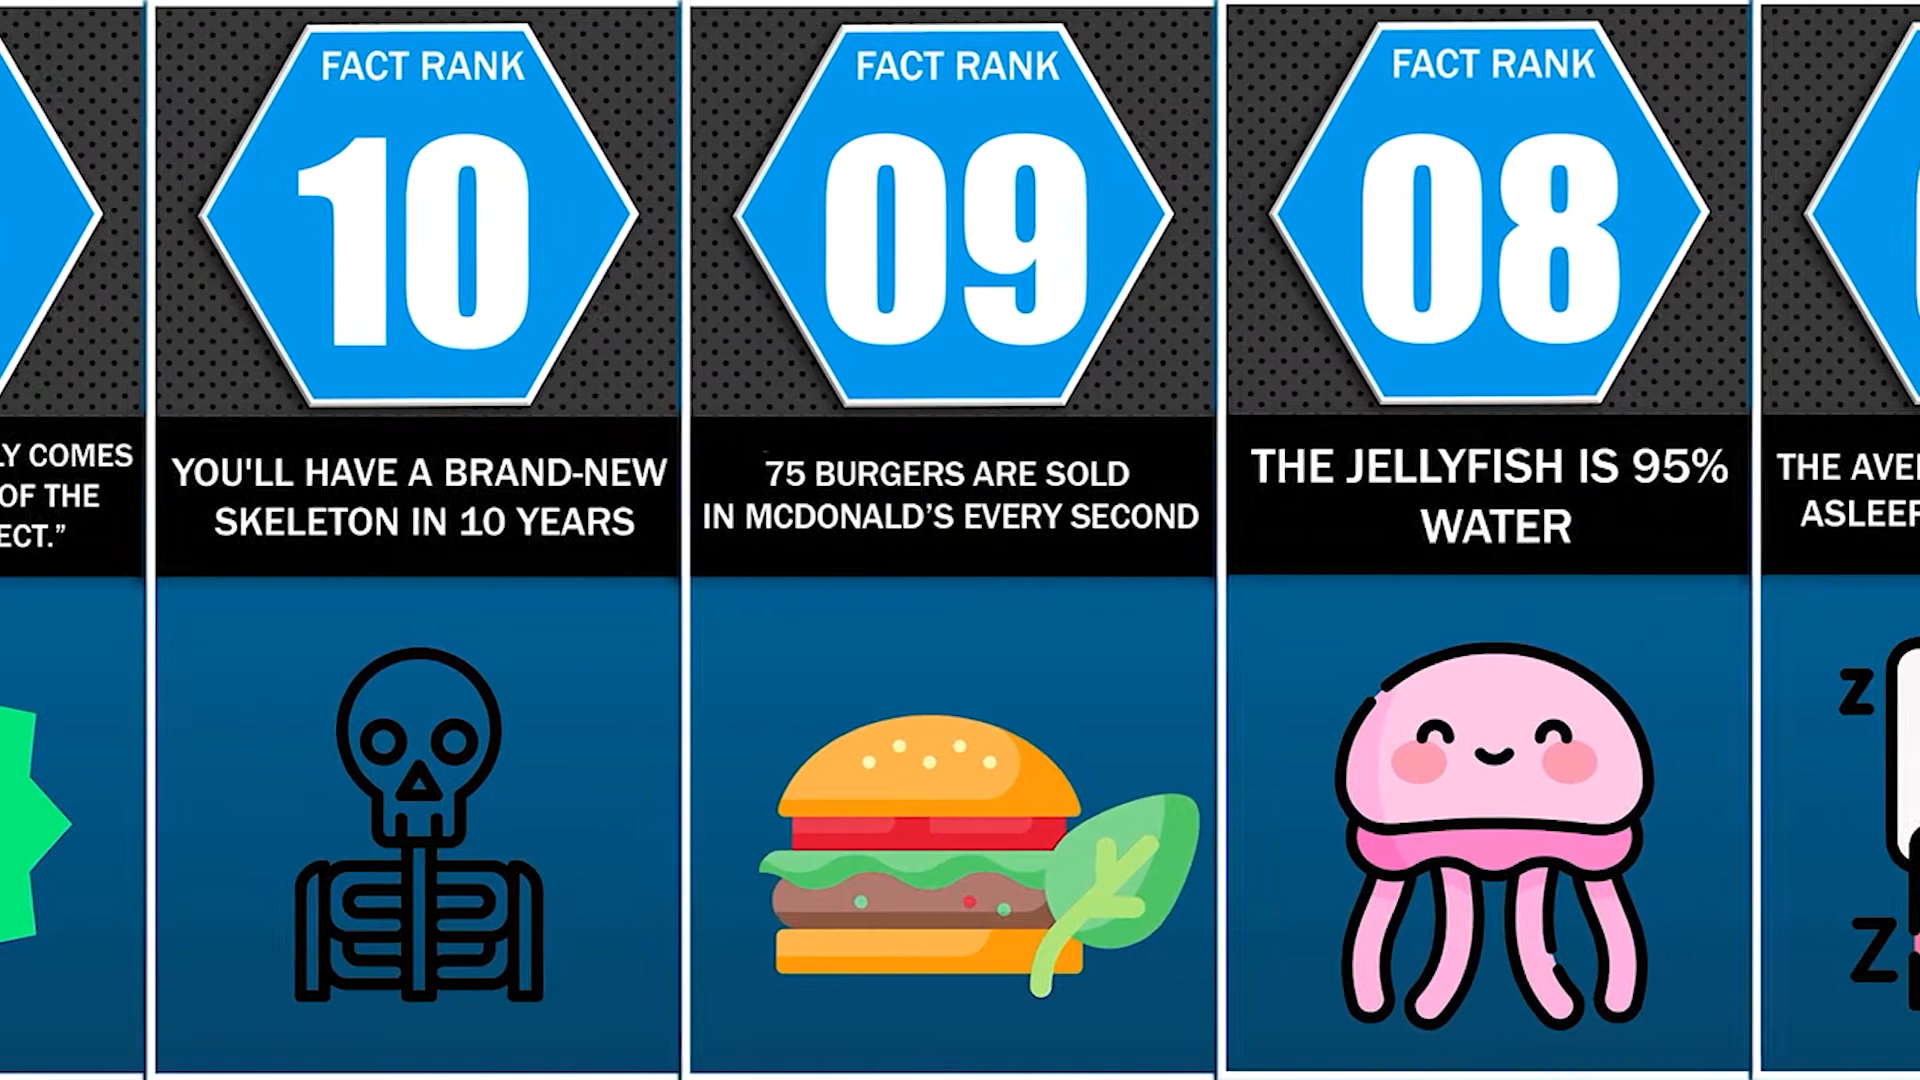 LY COMES
OF THE
ECT.”
FACT RANK
10
YOU'LL HAVE A BRAND-NEW
SKELETON IN 10 YEARS
FACT RANK
09
75 BURGERS ARE SOLD
IN MCDONALD’S EVERY SECOND
FACT RANK
08
THE JELLYFISH IS 95%
WATER
THE AVE
ASLEEP
Z
Z